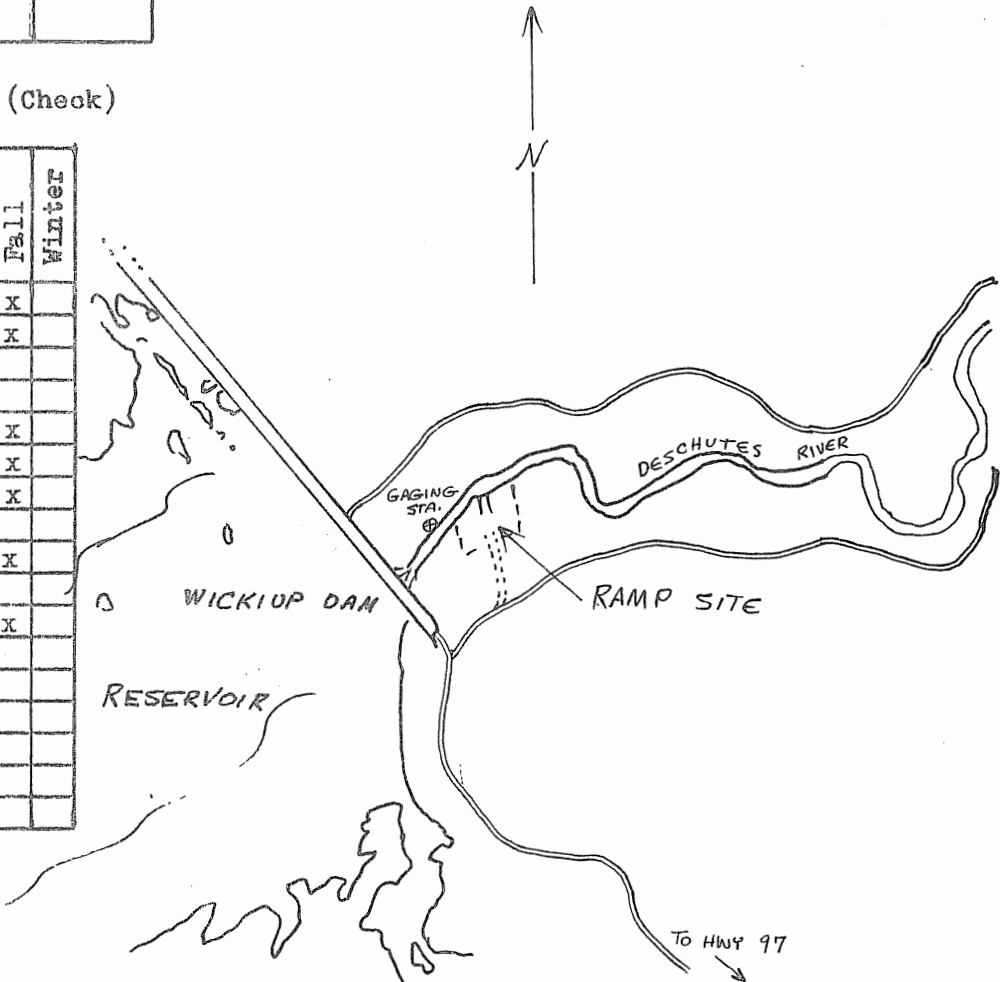 (Check)
Fall
Winter
X
X
X
X
X
X
X
N
GAGING
STA.
DESCHUTES RIVER
WICKIUP DAM
RAMP SITE
RESERVOIR
TO HWY 97